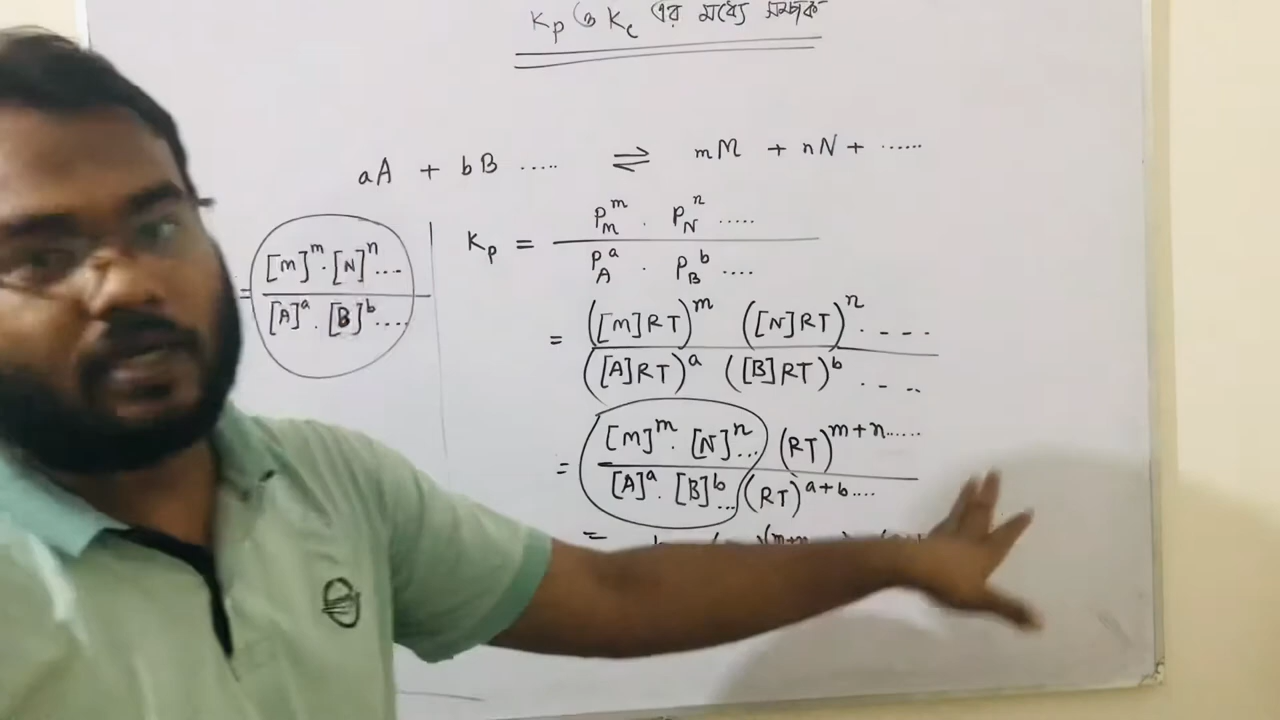 Kp ও Kc এর মধ্যে সম্পর্ক
aA + bB ..... ⇌ mM + nN + ......
= [M]^m . [N]^n .... / [A]^a . [B]^b ....
Kp = P_M^m . P_N^n ..... / P_A^a . P_B^b ....
= ([M]RT)^m ([N]RT)^n . - - - / ([A]RT)^a ([B]RT)^b . - - -
= [M]^m . [N]^n ... (RT)^m+n..... / [A]^a . [B]^b ... (RT)^a+b....
=